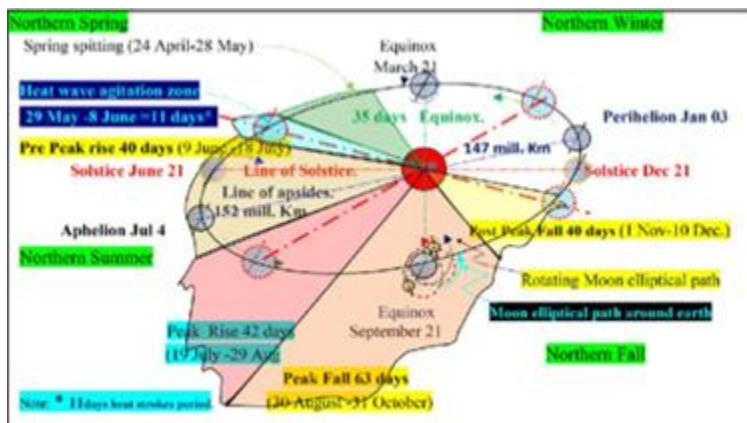 Northern Spring
Northern Winter
Spring spitting (24 April-28 May)
Equinox
March 21
Heat wave agitation zone
29 May -8 June =11 days*
35 days Equinox.
Perihelion Jan 03
Pre Peak rise 40 days (9 June -18 July)
147 mill. Km
Solstice June 21
Line of Solstice.
Solstice Dec 21
Line of apsides.
152 mill. Km
Aphelion Jul 4
Post Peak Fall 40 days (1 Nov-10 Dec.)
Northern Summer
Rotating Moon elliptical path
Moon elliptical path around earth
Equinox
September 21
Peak Rise 42 days
(19 July -29 Aug
Northern Fall
Peak Fall 63 days
(30 August -31 October)
Note: * 11days heat strokes period.